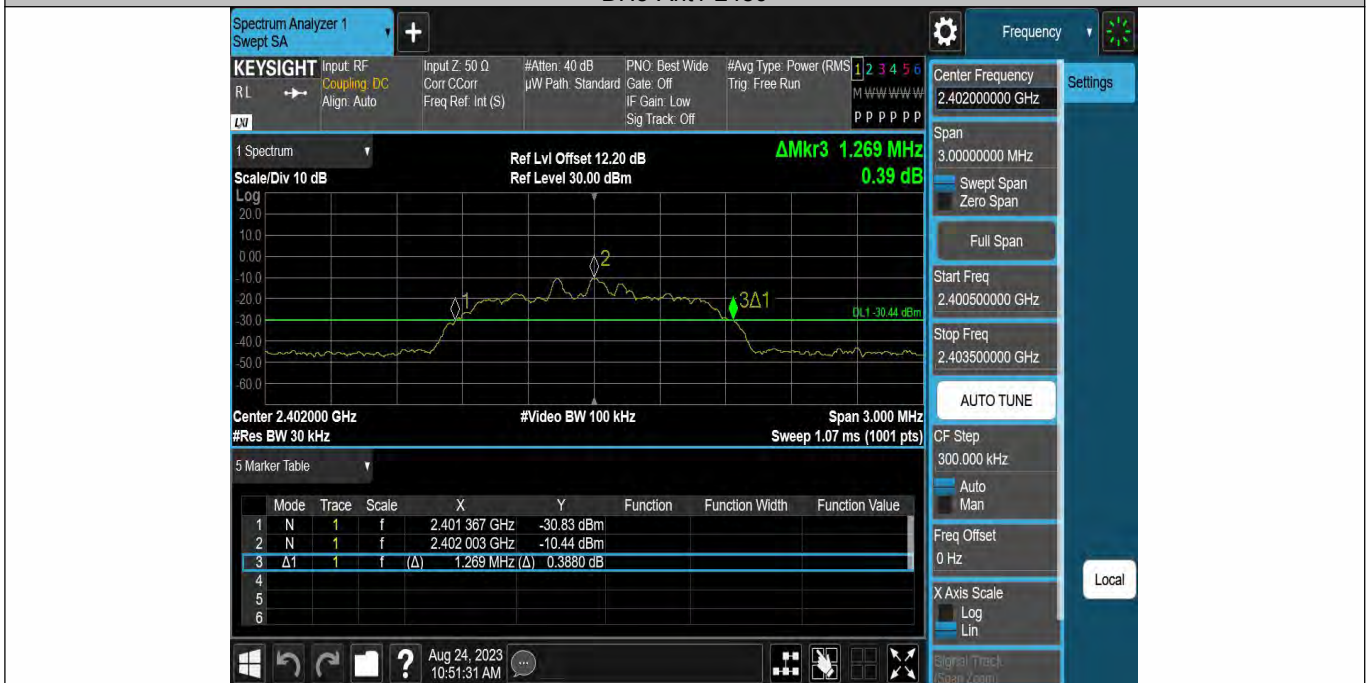 Spectrum Analyzer 1
Swept SA
+
Frequency
KEYSIGHT Input: RF Input Z: 50 Ω #Atten: 40 dB PNO: Best Wide #Avg Type: Power (RMS 1 2 3 4 5 6
RL Coupling: DC Corr CCorr µW Path: Standard Gate: Off Trig: Free Run M W W W W W
Align: Auto Freq Ref: Int (S) IF Gain: Low
LXI Sig Track: Off P P P P P P
1 Spectrum
Scale/Div 10 dB
Ref Lvl Offset 12.20 dB
Ref Level 30.00 dBm
ΔMkr3 1.269 MHz
0.39 dB
Log
20.0
10.0
0.00
-10.0
-20.0
-30.0
-40.0
-50.0
-60.0
1
2
3Δ1
DL1 -30.44 dBm
Center 2.402000 GHz #Video BW 100 kHz Span 3.000 MHz
#Res BW 30 kHz Sweep 1.07 ms (1001 pts)
5 Marker Table
Mode Trace Scale X Y Function Function Width Function Value
1 N 1 f 2.401 367 GHz -30.83 dBm
2 N 1 f 2.402 003 GHz -10.44 dBm
3 Δ1 1 f (Δ) 1.269 MHz (Δ) 0.3880 dB
4
5
6
Aug 24, 2023
10:51:31 AM
Center Frequency
2.402000000 GHz
Settings
Span
3.00000000 MHz
Swept Span
Zero Span
Full Span
Start Freq
2.400500000 GHz
Stop Freq
2.403500000 GHz
AUTO TUNE
CF Step
300.000 kHz
Auto
Man
Freq Offset
0 Hz
Local
X Axis Scale
Log
Lin
Signal Track
(Span Zoom)